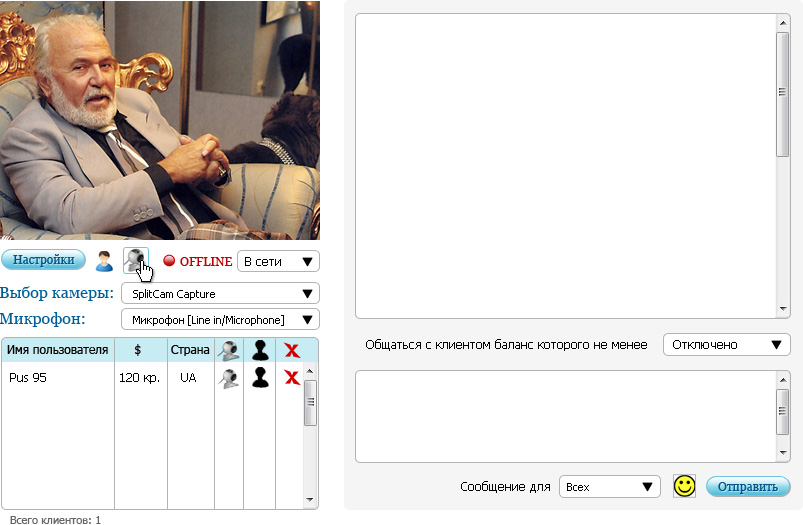 Настройки
OFFLINE
В сети
Выбор камеры:
SplitCam Capture
Микрофон:
Микрофон [Line in/Microphone]
Имя пользователя $ Страна
Pus 95 120 кр. UA
Всего клиентов: 1
Общаться с клиентом баланс которого не менее
Отключено
Сообщение для
Всех
Отправить